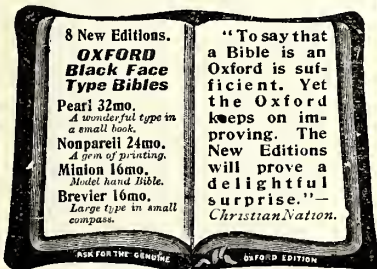 8 New Editions.
OXFORD
Black Face
Type Bibles
Pearl 32mo.
A wonderful type in
a small book.
Nonpareil 24mo.
A gem of printing.
Minion 16mo.
Model hand Bible.
Brevier 16mo.
Large type in small
compass.
"To say that
a Bible is an
Oxford is suf-
ficient. Yet
the Oxford
keeps on im-
proving. The
New Editions
will prove a
delightful
surprise."—
Christian Nation.
ASK FOR THE GENUINE
OXFORD EDITION